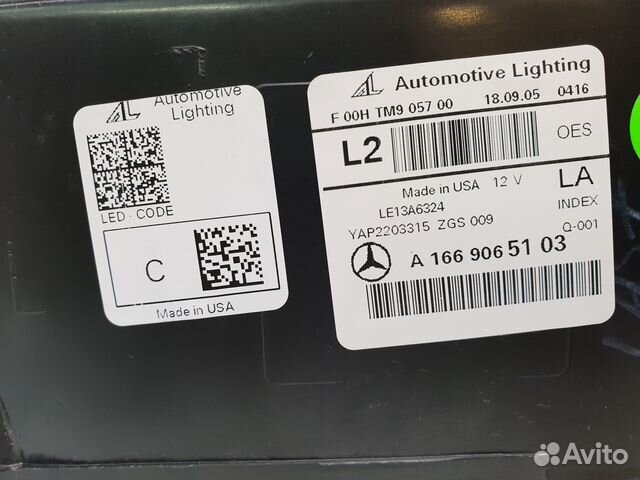 Automotive
Lighting
LED - CODE
C
Made in USA
Automotive Lighting
F 00H TM9 057 00 18.09.05 0416
L2 OES
Made in USA 12 V LA
LE13A6324 INDEX
YAP2203315 ZGS 009 Q-001
A 166 906 51 03
Avito